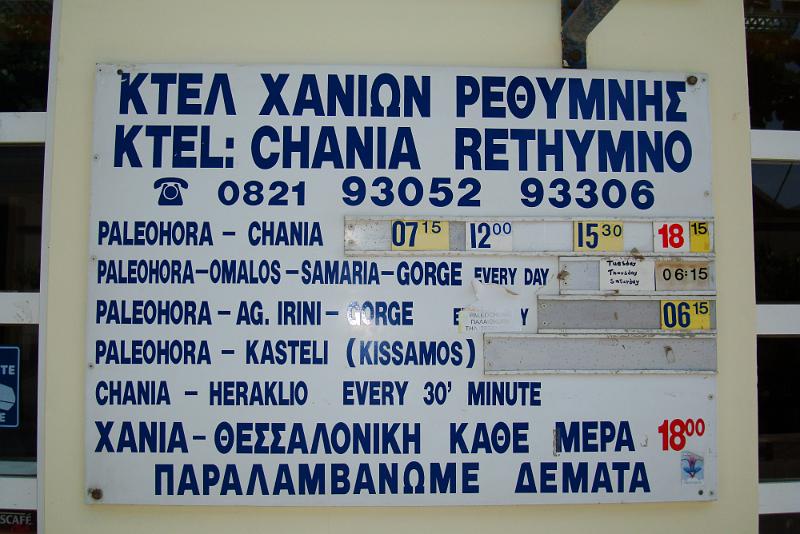 ΚΤΕΛ ΧΑΝΙΩΝ ΡΕΘΥΜΝΗΣ
KTEL: CHANIA RETHYMNO
☎ 0821 93052 93306
PALEOHORA - CHANIA 07 15 12 00 15 30 18 15
PALEOHORA-OMALOS-SAMARIA-GORGE EVERY DAY Tuesday Thursday Saturday 06:15
PALEOHORA - AG. IRINI- GORGE 06 15
PALEOHORA - KASTELI (KISSAMOS)
CHANIA - HERAKLIO EVERY 30' MINUTE
ΧΑΝΙΑ-ΘΕΣΣΑΛΟΝΙΚΗ ΚΑΘΕ ΜΕΡΑ 18 00
ΠΑΡΑΛΑΜΒΑΝΩΜΕ ΔΕΜΑΤΑ